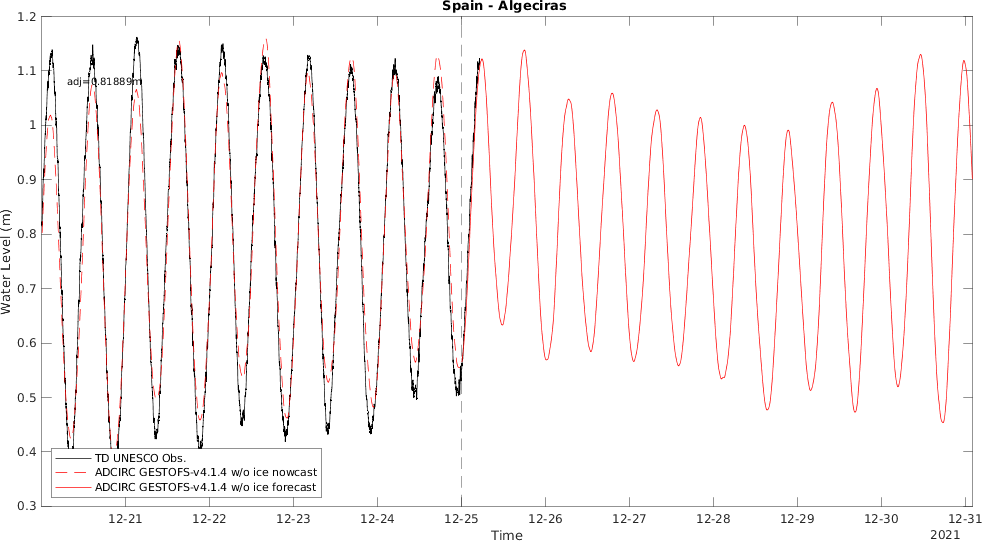 Spain - Algeciras
1.2
1.1
1
0.9
0.8
0.7
0.6
0.5
0.4
0.3
Water Level (m)
adj= 0.81889m
TD UNESCO Obs.
ADCIRC GESTOFS-v4.1.4 w/o ice nowcast
ADCIRC GESTOFS-v4.1.4 w/o ice forecast
12-21 12-22 12-23 12-24 12-25 12-26 12-27 12-28 12-29 12-30 12-31
Time
2021